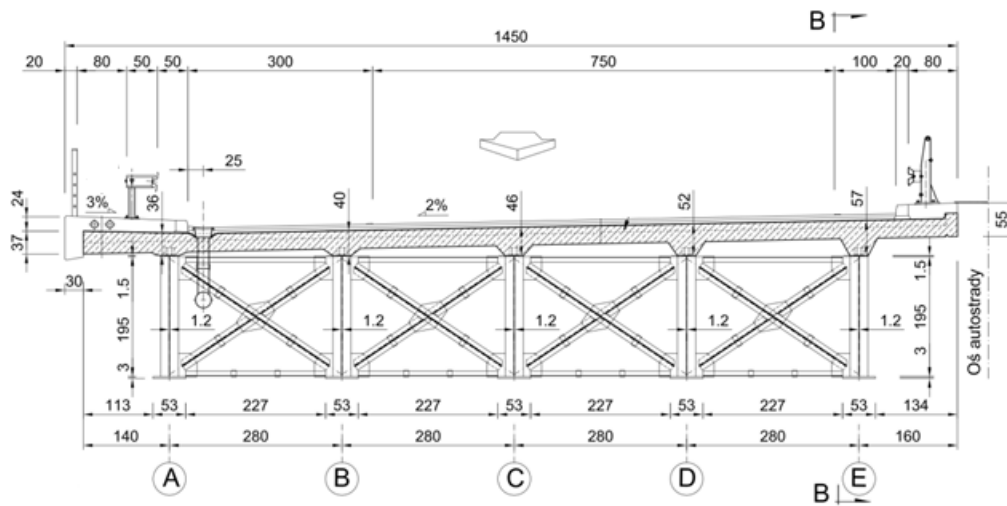 B
1450
20 80 50 50 300 750 100 20 80
25
24 3% 36 40 2% 46 52 57 55
37
30
1.5 1.5
195 1.2 1.2 1.2 1.2 1.2 195
3 3
Oś autostrady
113 53 227 53 227 53 227 53 227 53 134
140 280 280 280 280 160
A B C D E
B